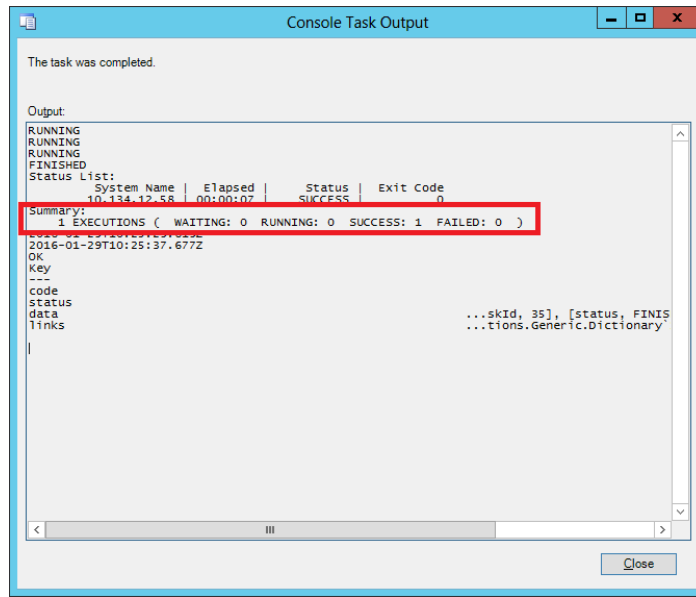 Console Task Output
The task was completed.
Output:
RUNNING
RUNNING
RUNNING
FINISHED
Status List:
System Name | Elapsed | Status | Exit Code
10.134.12.58 | 00:00:07 | SUCCESS | 0
Summary:
1 EXECUTIONS ( WAITING: 0 RUNNING: 0 SUCCESS: 1 FAILED: 0 )
2016-01-29T10:25:37.677Z
OK
Key
---
code
status
data ...skId, 35], [status, FINIS
links ...tions.Generic.Dictionary`
Close